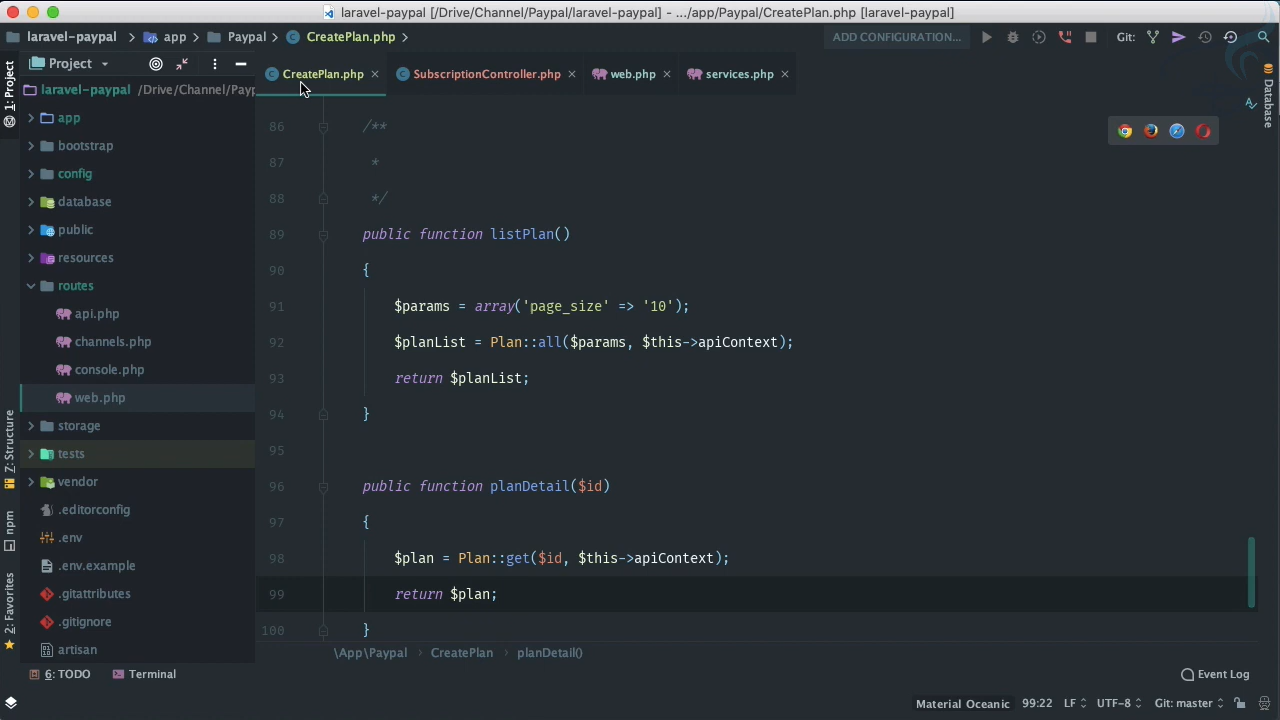 laravel-paypal [/Drive/Channel/Paypal/laravel-paypal] - .../app/Paypal/CreatePlan.php [laravel-paypal]
laravel-paypal app Paypal CreatePlan.php ADD CONFIGURATION... Git:
Project
CreatePlan.php SubscriptionController.php web.php services.php
laravel-paypal /Drive/Channel/Payp
app
bootstrap
config
database
public
resources
routes
api.php
channels.php
console.php
web.php
storage
tests
vendor
.editorconfig
.env
.env.example
.gitattributes
.gitignore
artisan
1: Project
Z: Structure
npm
2: Favorites
Database
86 /**
87 *
88 */
89 public function listPlan()
90 {
91 $params = array('page_size' => '10');
92 $planList = Plan::all($params, $this->apiContext);
93 return $planList;
94 }
95
96 public function planDetail($id)
97 {
98 $plan = Plan::get($id, $this->apiContext);
99 return $plan;
100 }
\App\Paypal CreatePlan planDetail()
6: TODO Terminal Event Log
Material Oceanic 99:22 LF UTF-8 Git: master